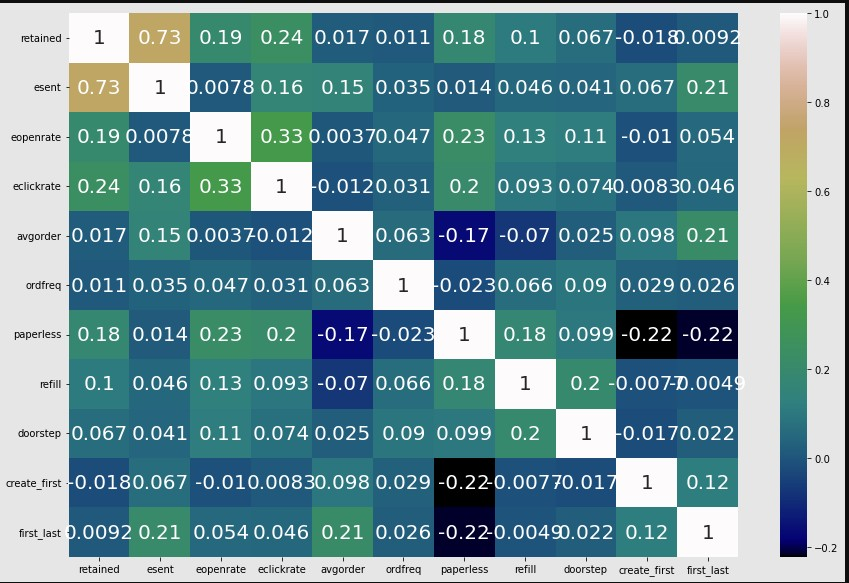 retained 1 0.73 0.19 0.24 0.017 0.011 0.18 0.1 0.067 -0.018 0.0092
esent 0.73 1 0.0078 0.16 0.15 0.035 0.014 0.046 0.041 0.067 0.21
eopenrate 0.19 0.0078 1 0.33 0.0037 0.047 0.23 0.13 0.11 -0.01 0.054
eclickrate 0.24 0.16 0.33 1 -0.012 0.031 0.2 0.093 0.074 0.0083 0.046
avgorder 0.017 0.15 0.0037 -0.012 1 0.063 -0.17 -0.07 0.025 0.098 0.21
ordfreq 0.011 0.035 0.047 0.031 0.063 1 -0.023 0.066 0.09 0.029 0.026
paperless 0.18 0.014 0.23 0.2 -0.17 -0.023 1 0.18 0.099 -0.22 -0.22
refill 0.1 0.046 0.13 0.093 -0.07 0.066 0.18 1 0.2 -0.0077 -0.0049
doorstep 0.067 0.041 0.11 0.074 0.025 0.09 0.099 0.2 1 -0.017 0.022
create_first -0.018 0.067 -0.01 0.0083 0.098 0.029 -0.22 -0.0077 -0.017 1 0.12
first_last 0.0092 0.21 0.054 0.046 0.21 0.026 -0.22 -0.0049 0.022 0.12 1
retained esent eopenrate eclickrate avgorder ordfreq paperless refill doorstep create_first first_last
1.0
0.8
0.6
0.4
0.2
0.0
−0.2